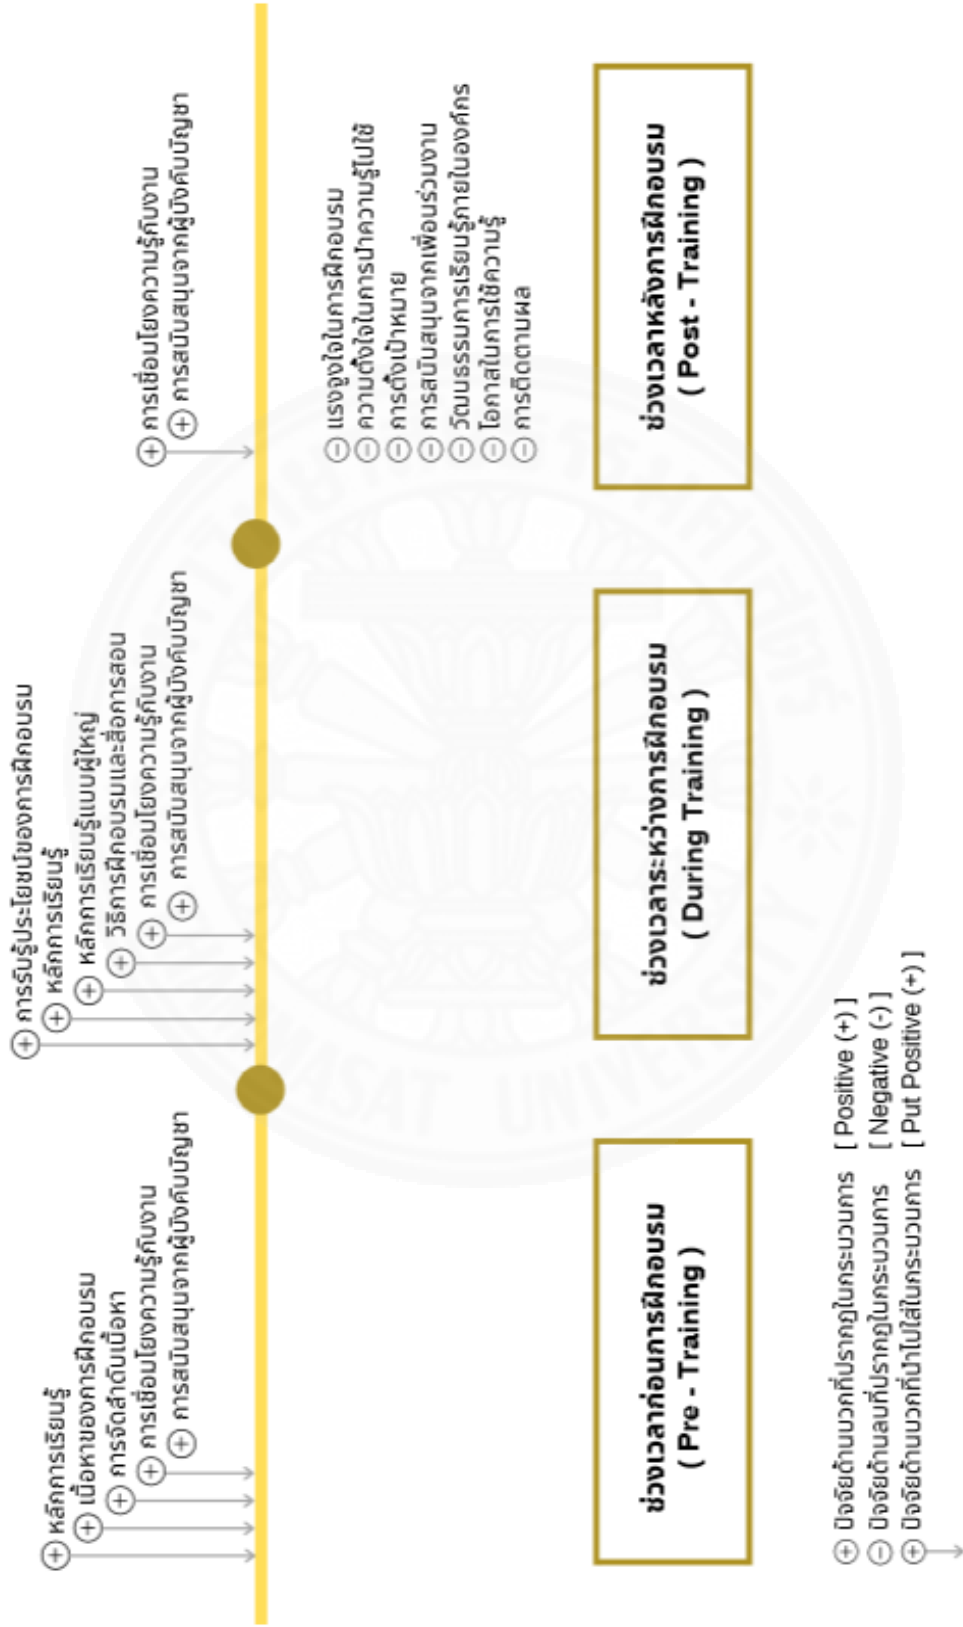 หลักการเรียนรู้
เนื้อหาของการฝึกอบรม
การจัดลำดับเนื้อหา
การเชื่อมโยงความรู้กับงาน
การสนับสนุนจากผู้บังคับบัญชา
การรับรู้ประโยชน์ของการฝึกอบรม
หลักการเรียนรู้
หลักการเรียนรู้แบบผู้ใหญ่
วิธีการฝึกอบรมและสื่อการสอน
การเชื่อมโยงความรู้กับงาน
การสนับสนุนจากผู้บังคับบัญชา
การเชื่อมโยงความรู้กับงาน
การสนับสนุนจากผู้บังคับบัญชา
แรงจูงใจในการฝึกอบรม
ความตั้งใจในการนำความรู้ไปใช้
การตั้งเป้าหมาย
การสนับสนุนจากเพื่อนร่วมงาน
วัฒนธรรมการเรียนรู้ภายในองค์กร
โอกาสในการใช้ความรู้
การติดตามผล
ช่วงเวลาก่อนการฝึกอบรม
( Pre - Training )
ช่วงเวลาระหว่างการฝึกอบรม
( During Training )
ช่วงเวลาหลังการฝึกอบรม
( Post - Training )
ปัจจัยด้านบวกที่ปรากฏในกระบวนการ [ Positive (+) ]
ปัจจัยด้านลบที่ปรากฏในกระบวนการ [ Negative (-) ]
ปัจจัยด้านบวกที่นำไปใส่ในกระบวนการ [ Put Positive (+) ]